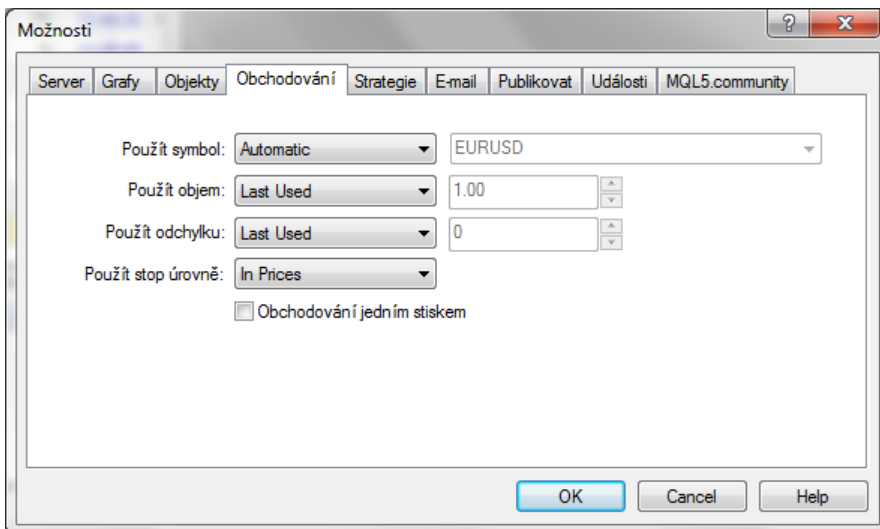 Možnosti
Server Grafy Objekty Obchodování Strategie E-mail Publikovat Události MQL5.community
Použít symbol: Automatic EURUSD
Použít objem: Last Used 1.00
Použít odchylku: Last Used 0
Použít stop úrovně: In Prices
Obchodování jedním stiskem
OK Cancel Help